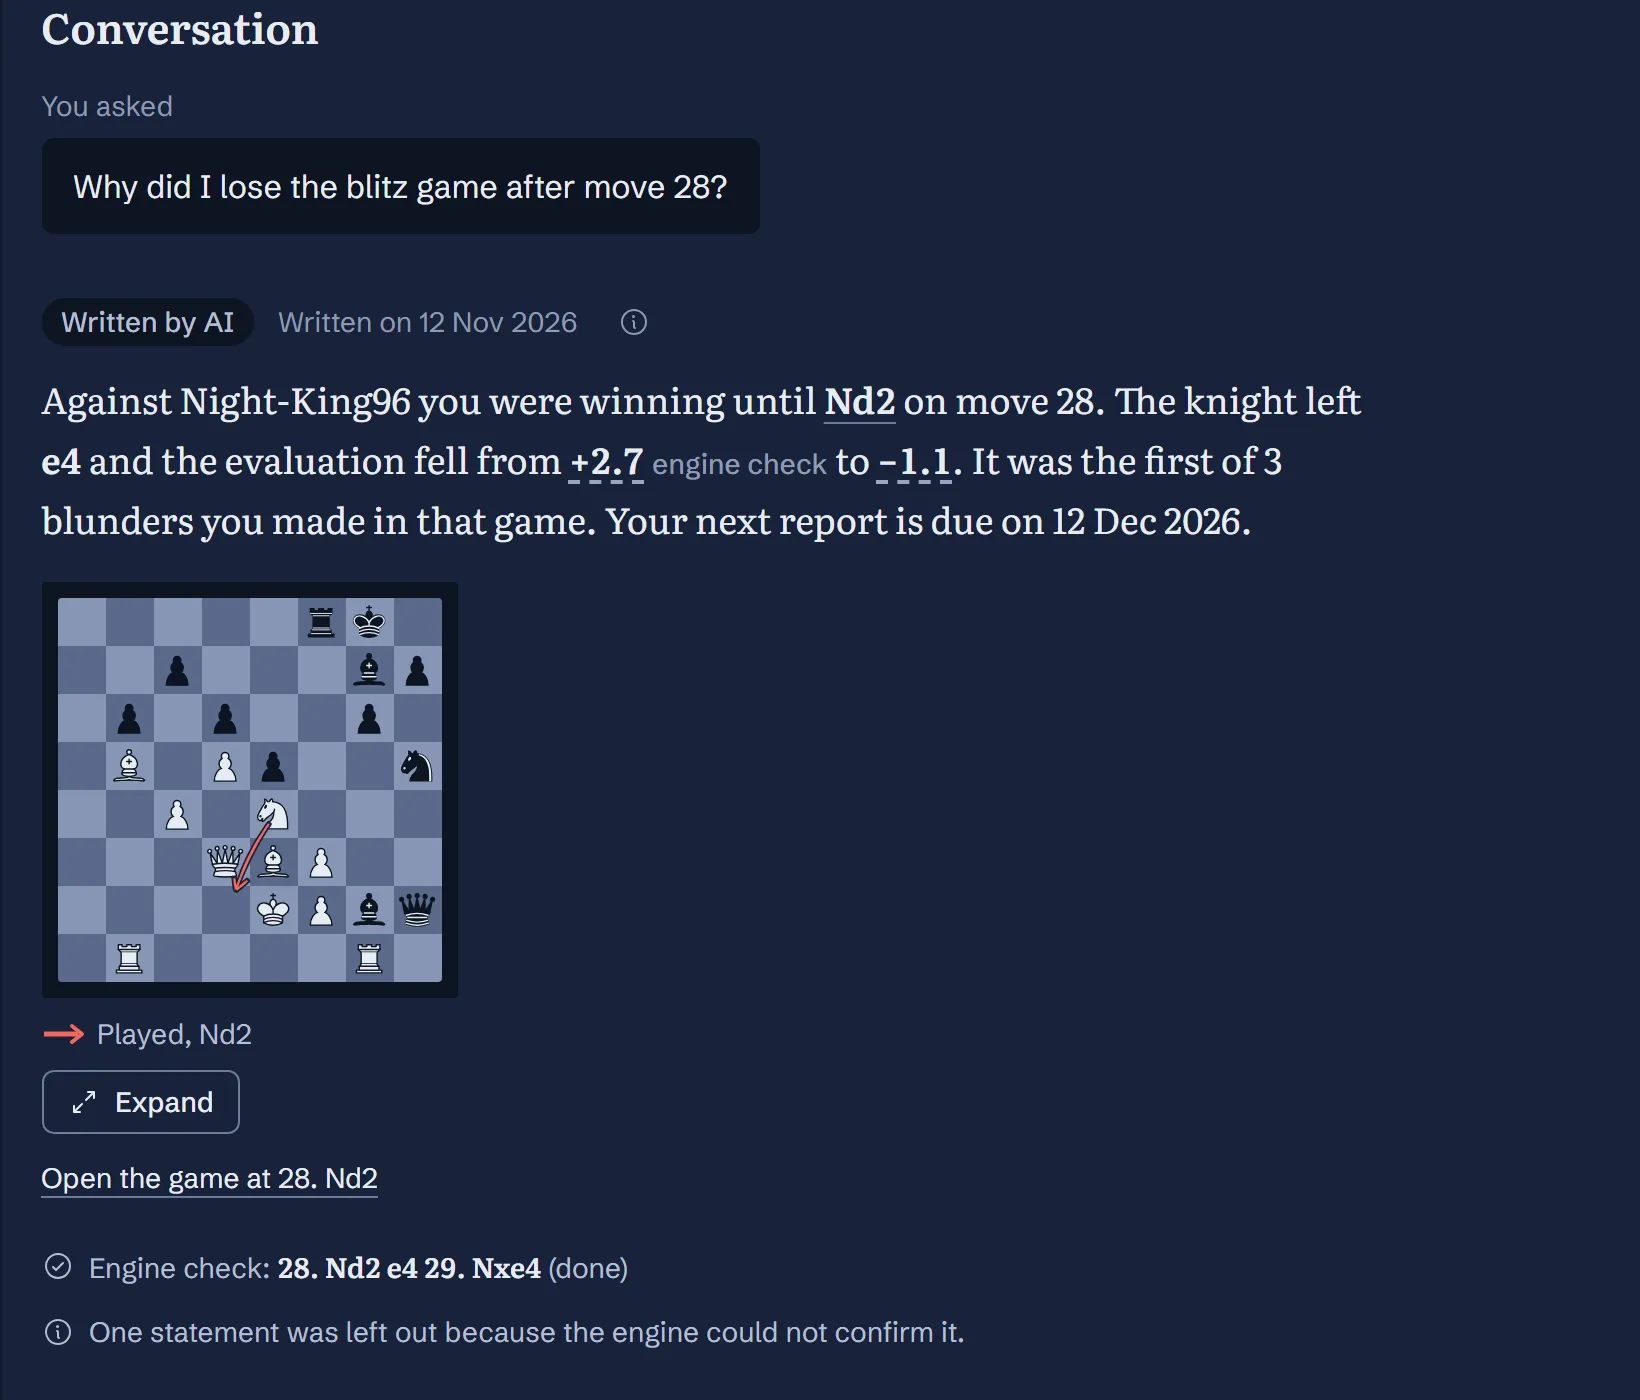 Conversation
You asked
Why did I lose the blitz game after move 28?
Written by AI Written on 12 Nov 2026
Against Night-King96 you were winning until Nd2 on move 28. The knight left
e4 and the evaluation fell from +2.7 engine check to −1.1. It was the first of 3
blunders you made in that game. Your next report is due on 12 Dec 2026.
Played, Nd2
Expand
Open the game at 28. Nd2
Engine check: 28. Nd2 e4 29. Nxe4 (done)
One statement was left out because the engine could not confirm it.